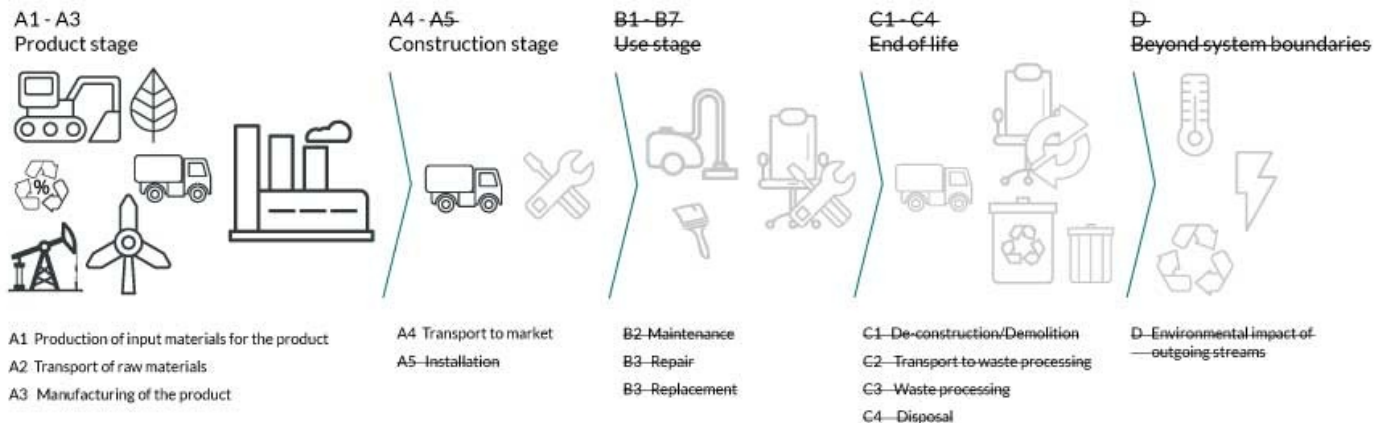 A1 - A3
Product stage
A4 - A5
Construction stage
B1 - B7
Use stage
C1 - C4
End of life
D
Beyond system boundaries
%
A1 Production of input materials for the product
A2 Transport of raw materials
A3 Manufacturing of the product
A4 Transport to market
A5 Installation
B2 Maintenance
B3 Repair
B3 Replacement
C1 De-construction/Demolition
C2 Transport to waste processing
C3 Waste processing
C4 Disposal
D Environmental impact of
outgoing streams